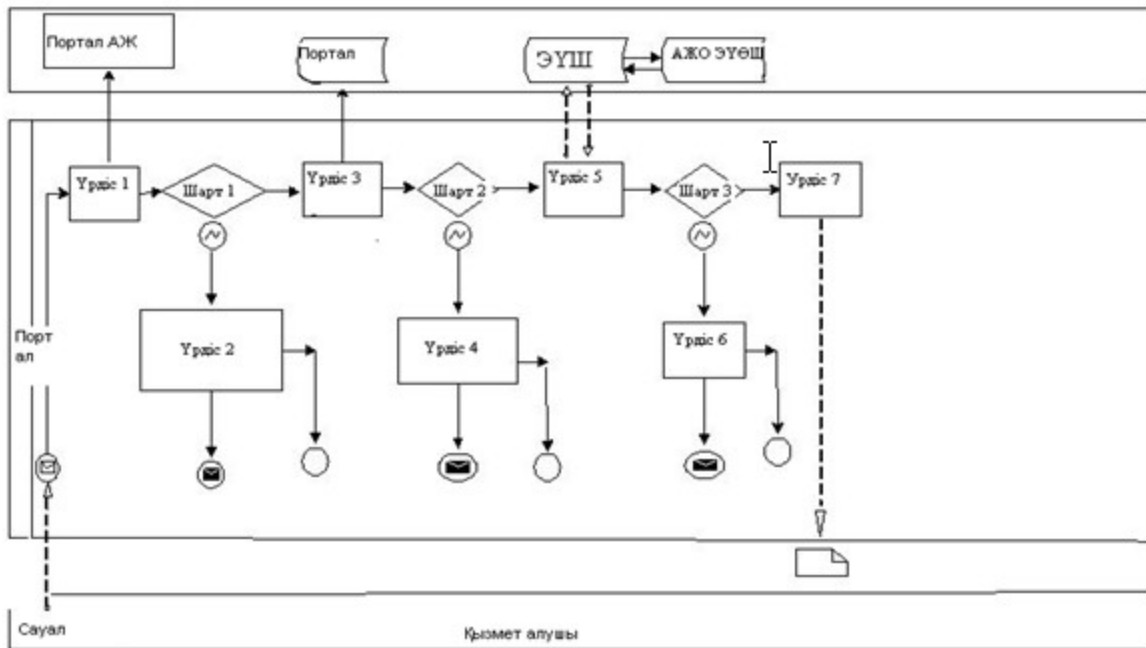 Портал АЖ
Портал
ЭҮШ
АЖО ЭҮӨШ
Үрдіс 1
Шарт 1
Үрдіс 3
Шарт 2
Үрдіс 5
Шарт 3
Урдіс 7
Порт
ал
Үрдіс 2
Үрдіс 4
Үрдіс 6
Сауал
Қызмет алушы